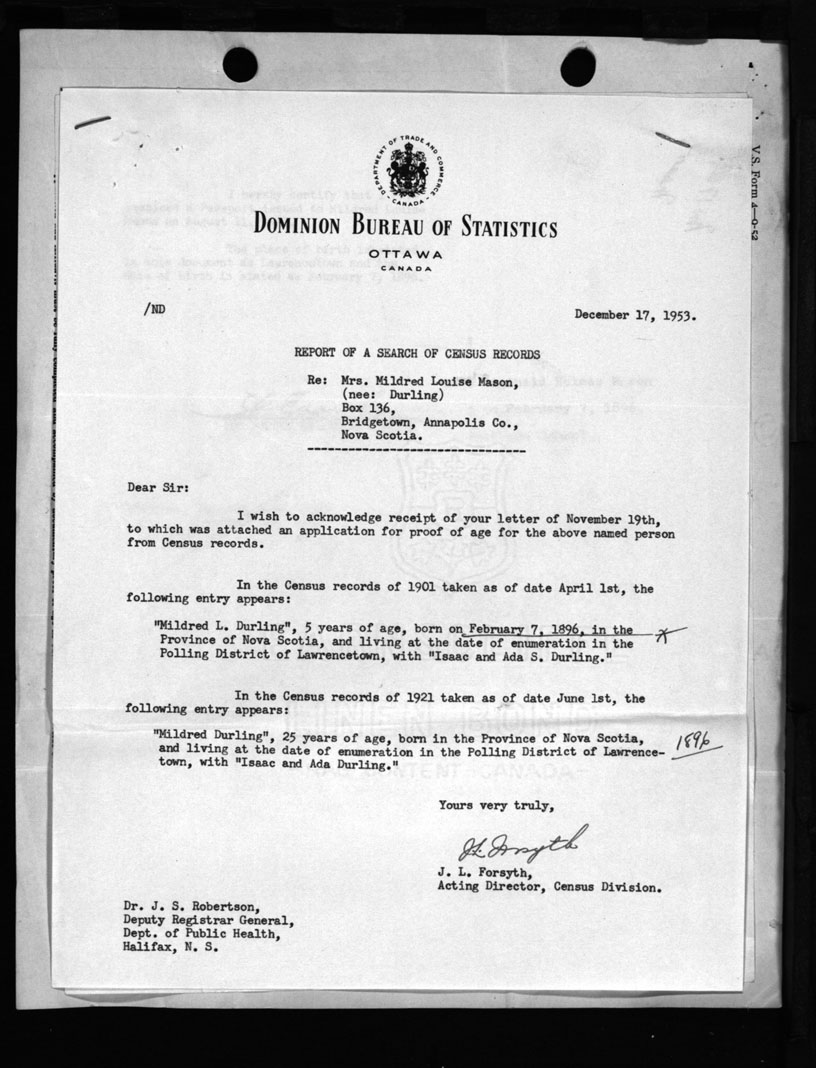 DEPARTMENT OF TRADE AND COMMERCE
- CANADA -
DOMINION BUREAU OF STATISTICS
OTTAWA
CANADA
V.S. Form 4-9-52
/ND
December 17, 1953.
REPORT OF A SEARCH OF CENSUS RECORDS
Re: Mrs. Mildred Louise Mason,
(nee: Durling)
Box 136,
Bridgetown, Annapolis Co.,
Nova Scotia.
--------------------------------
Dear Sir:
I wish to acknowledge receipt of your letter of November 19th,
to which was attached an application for proof of age for the above named person
from Census records.
In the Census records of 1901 taken as of date April 1st, the
following entry appears:
"Mildred L. Durling", 5 years of age, born on February 7, 1896, in the
Province of Nova Scotia, and living at the date of enumeration in the
Polling District of Lawrencetown, with "Isaac and Ada S. Durling."
In the Census records of 1921 taken as of date June 1st, the
following entry appears:
"Mildred Durling", 25 years of age, born in the Province of Nova Scotia,
and living at the date of enumeration in the Polling District of Lawrence-
town, with "Isaac and Ada Durling."
1896
Yours very truly,
J.L. Forsyth
J. L. Forsyth,
Acting Director, Census Division.
Dr. J. S. Robertson,
Deputy Registrar General,
Dept. of Public Health,
Halifax, N. S.